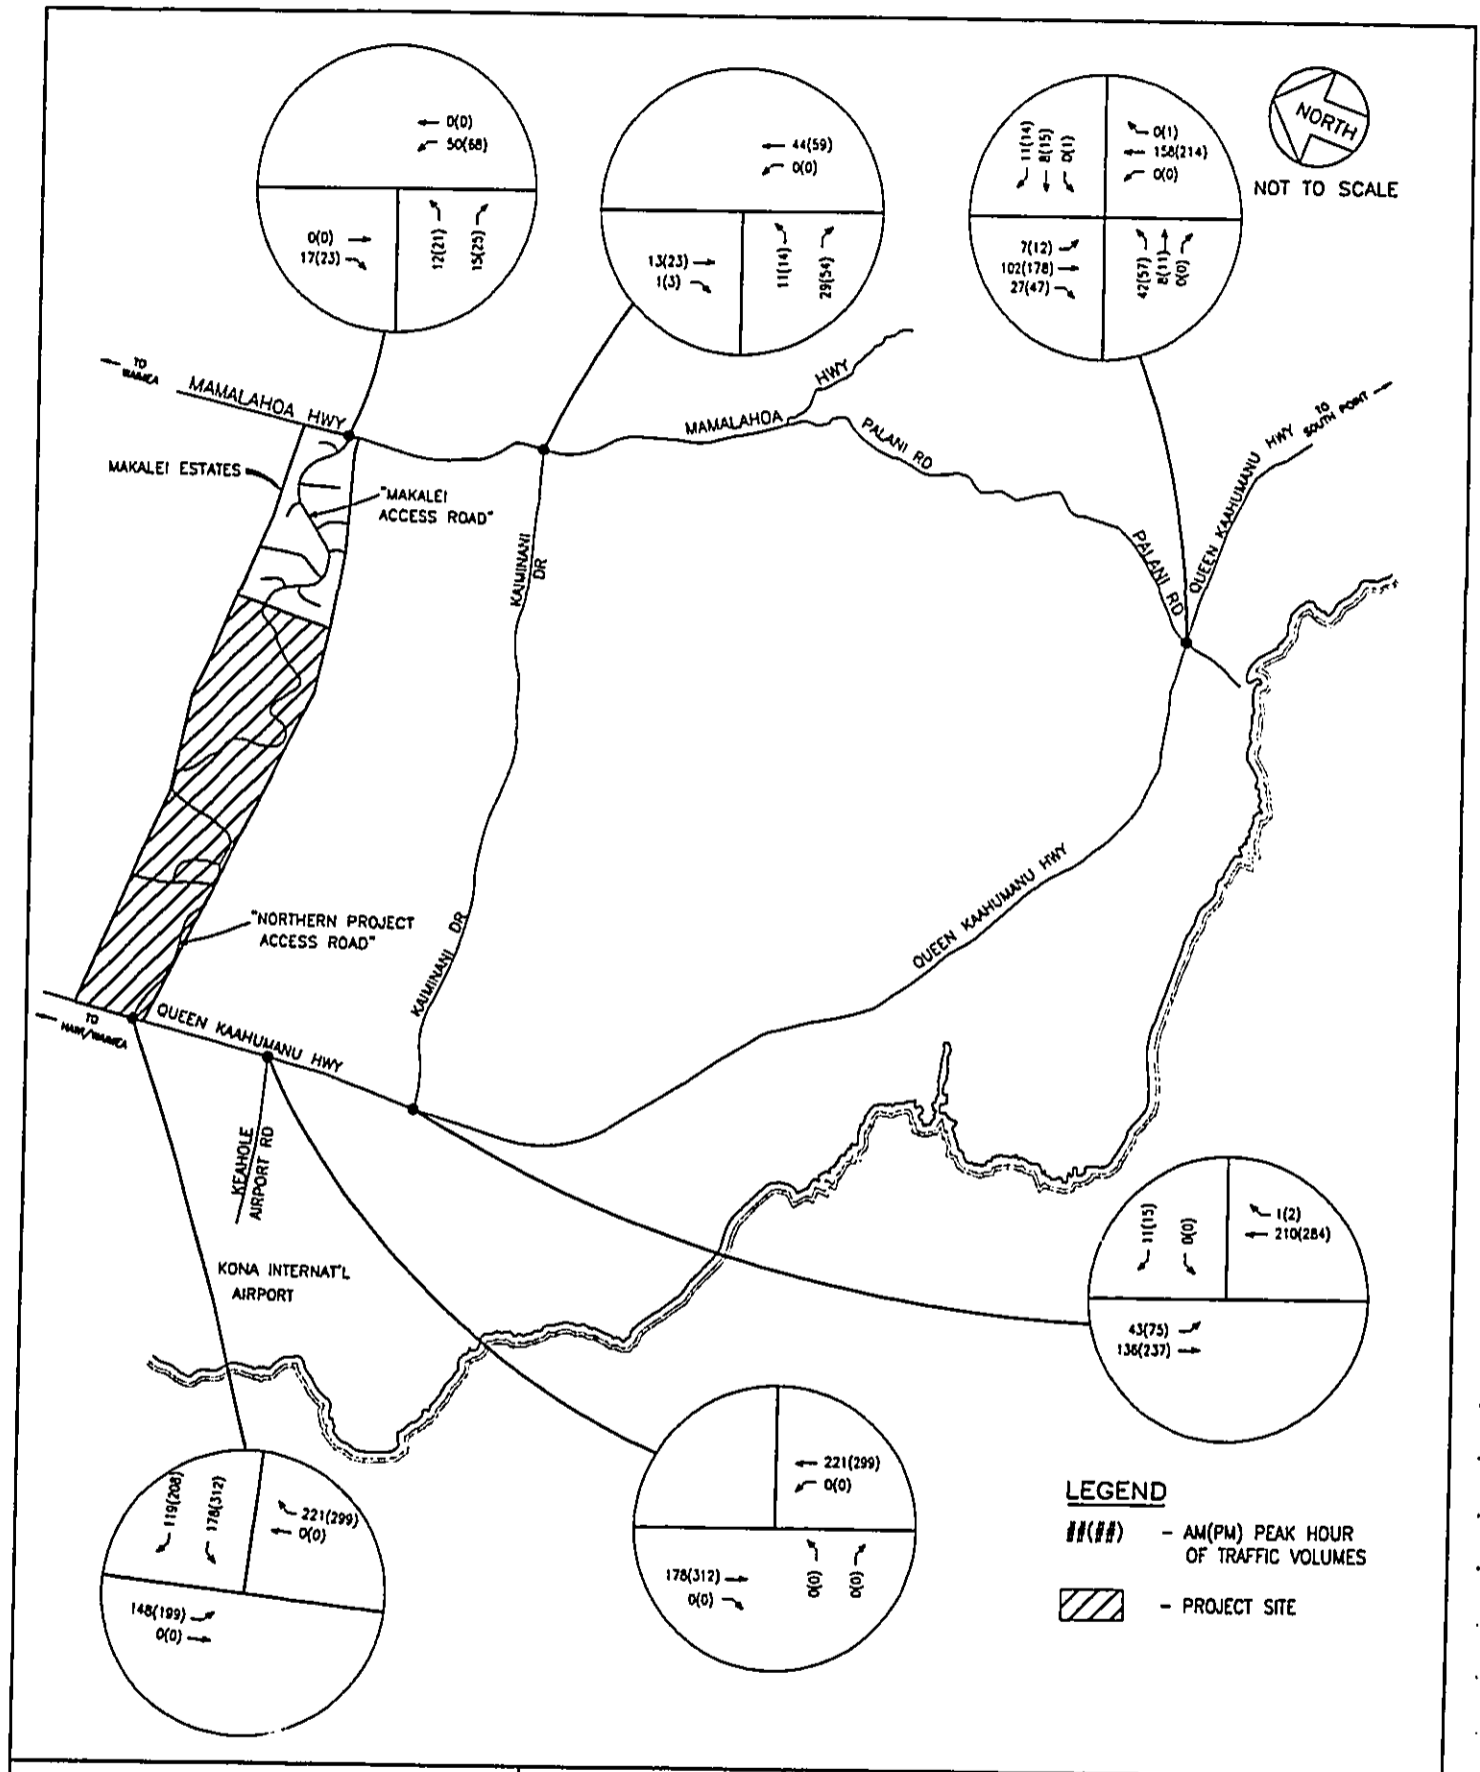 0(0)
50(68)
0(0)
17(23)
12(21)
15(25)
44(59)
0(0)
13(23)
1(3)
11(14)
29(54)
11(14)
8(15)
0(1)
0(1)
158(214)
0(0)
7(12)
102(178)
27(47)
42(57)
8(11)
0(0)
NORTH
NOT TO SCALE
TO
WAIMEA
MAMALAHOA HWY
MAMALAHOA
HWY
PALANI RD
PALANI RD
QUEEN KAAHUMANU HWY
TO
SOUTH POINT
MAKALEI ESTATES
"MAKALEI
ACCESS ROAD"
KAIMINANI
DR
"NORTHERN PROJECT
ACCESS ROAD"
KAIMINANI DR
QUEEN KAAHUMANU HWY
TO
HAWI/WAIMEA
QUEEN KAAHUMANU HWY
KEAHOLE
AIRPORT RD
KONA INTERNAT'L
AIRPORT
11(15)
0(0)
1(2)
210(284)
43(75)
136(237)
221(299)
0(0)
178(312)
0(0)
0(0)
0(0)
119(208)
178(312)
221(299)
0(0)
148(199)
0(0)
LEGEND
##(##) - AM(PM) PEAK HOUR
OF TRAFFIC VOLUMES
- PROJECT SITE